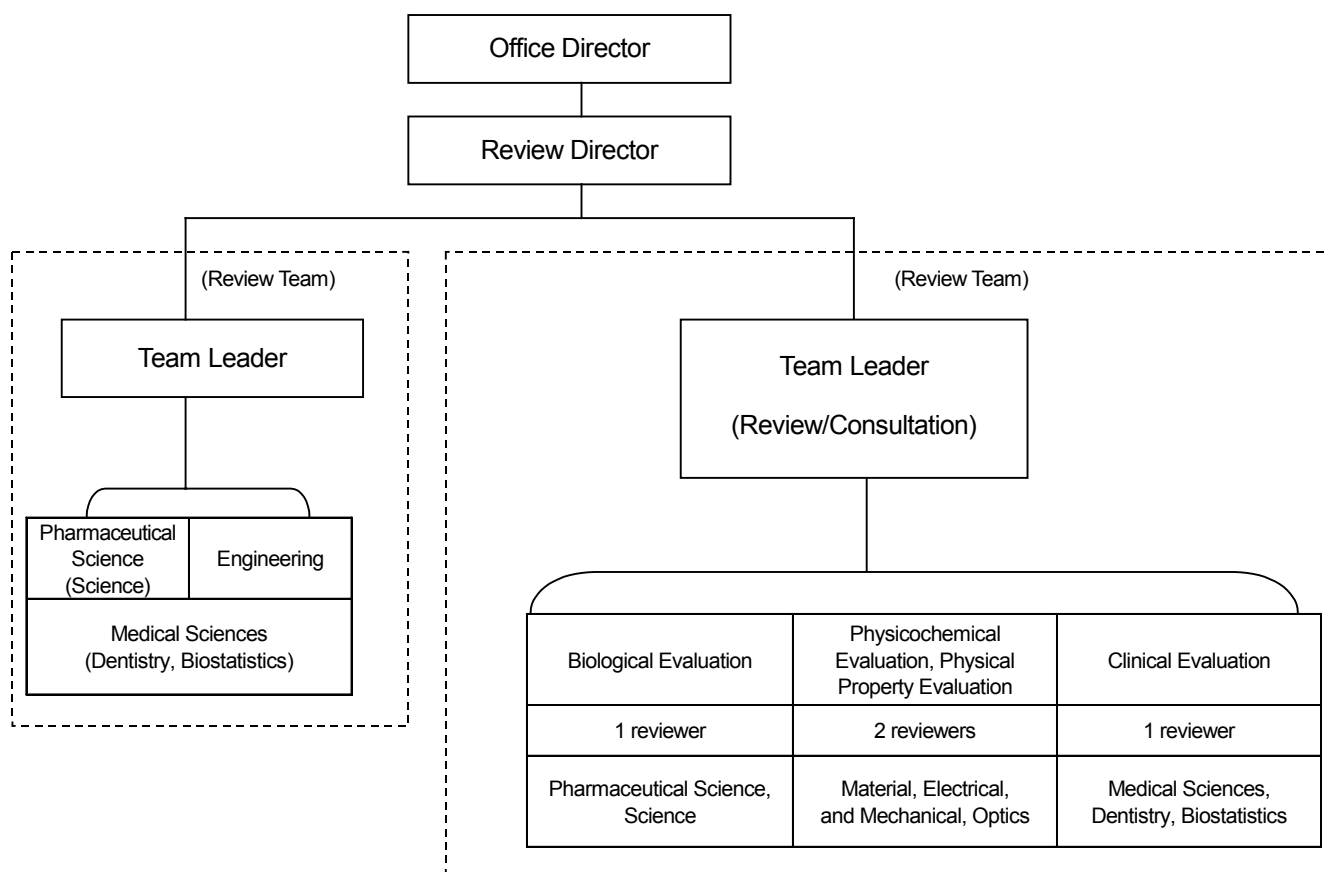 Office Director
Review Director
(Review Team)
Team Leader
Pharmaceutical
Science
(Science)
Engineering
Medical Sciences
(Dentistry, Biostatistics)
(Review Team)
Team Leader
(Review/Consultation)
Biological Evaluation
Physicochemical
Evaluation, Physical
Property Evaluation
Clinical Evaluation
1 reviewer
2 reviewers
1 reviewer
Pharmaceutical Science,
Science
Material, Electrical,
and Mechanical, Optics
Medical Sciences,
Dentistry, Biostatistics